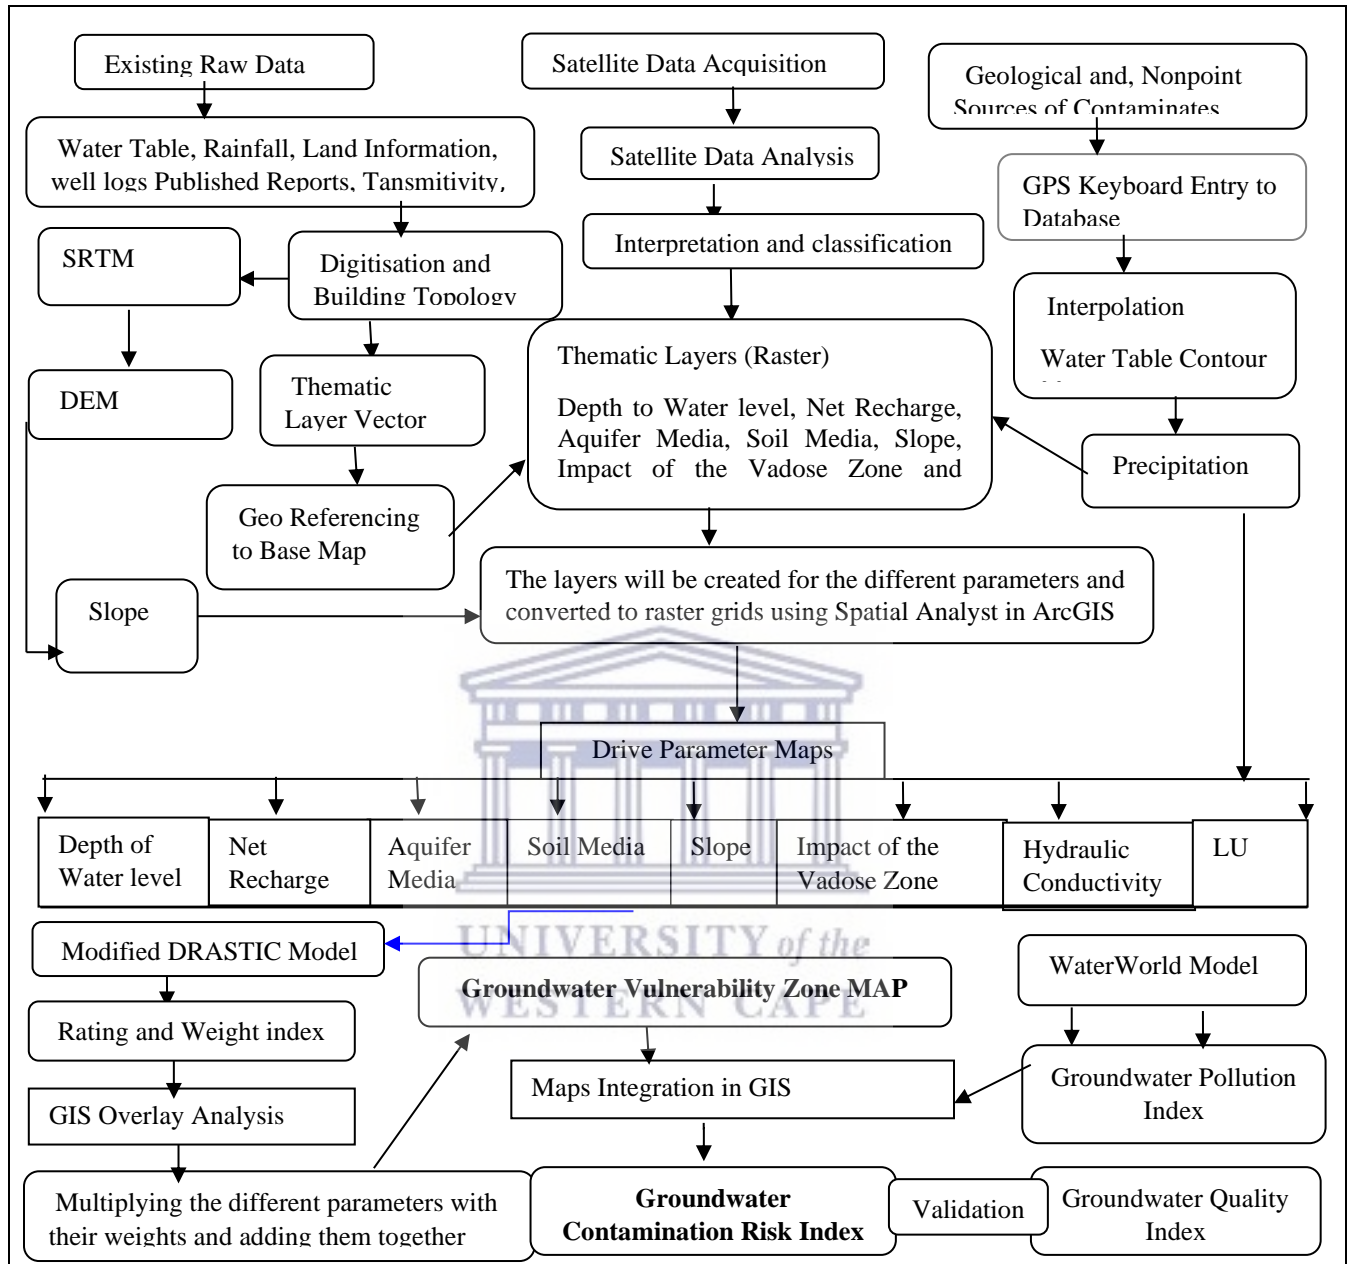 Existing Raw Data
Satellite Data Acquisition
Geological and, Nonpoint
Sources of Contaminates
Water Table, Rainfall, Land Information,
well logs Published Reports, Tansmitivity,
Satellite Data Analysis
GPS Keyboard Entry to
Database
SRTM
Digitisation and
Building Topology
Interpretation and classification
Interpolation
Water Table Contour
DEM
Thematic
Layer Vector
Thematic Layers (Raster)
Depth to Water level, Net Recharge,
Aquifer Media, Soil Media, Slope,
Impact of the Vadose Zone and
Precipitation
Geo Referencing
to Base Map
Slope
The layers will be created for the different parameters and
converted to raster grids using Spatial Analyst in ArcGIS
Drive Parameter Maps
Depth of
Water level
Net
Recharge
Aquifer
Media
Soil Media
Slope
Impact of the
Vadose Zone
Hydraulic
Conductivity
LU
Modified DRASTIC Model
UNIVERSITY of the
WESTERN CAPE
Groundwater Vulnerability Zone MAP
WaterWorld Model
Rating and Weight index
Maps Integration in GIS
Groundwater Pollution
Index
GIS Overlay Analysis
Multiplying the different parameters with
their weights and adding them together
Groundwater
Contamination Risk Index
Validation
Groundwater Quality
Index